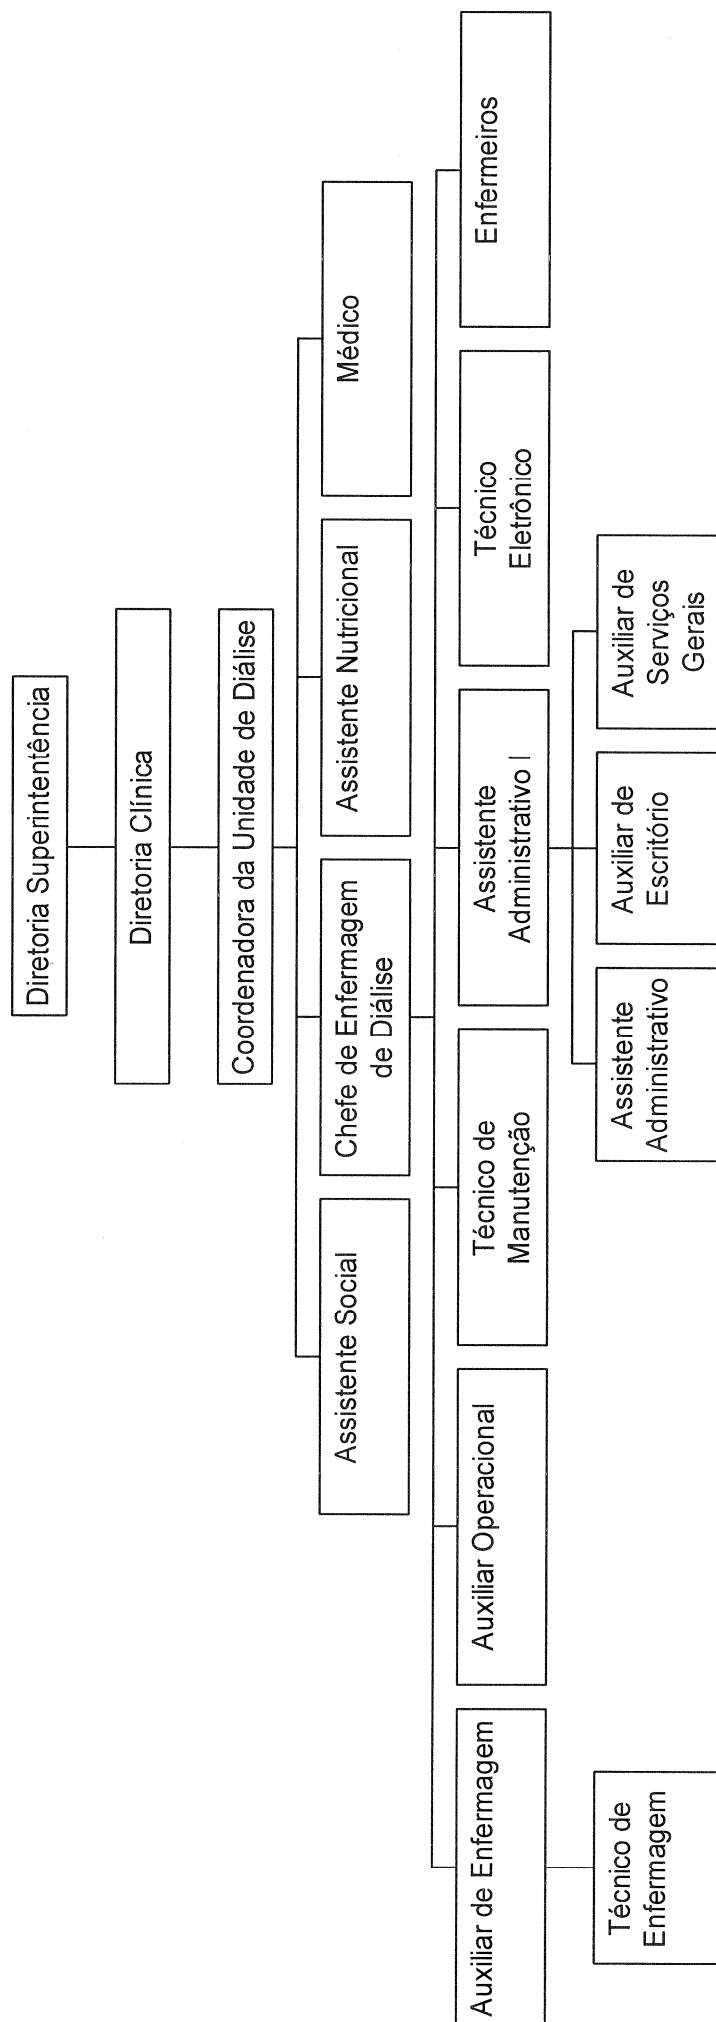 Diretoria Superintentência
Diretoria Clínica
Coordenadora da Unidade de Diálise
Assistente Social
Chefe de Enfermagem
de Diálise
Assistente Nutricional
Médico
Auxiliar de Enfermagem
Auxiliar Operacional
Técnico de
Manutenção
Assistente
Administrativo I
Técnico
Eletrônico
Enfermeiros
Técnico de
Enfermagem
Assistente
Administrativo
Auxiliar de
Escritório
Auxiliar de
Serviços
Gerais